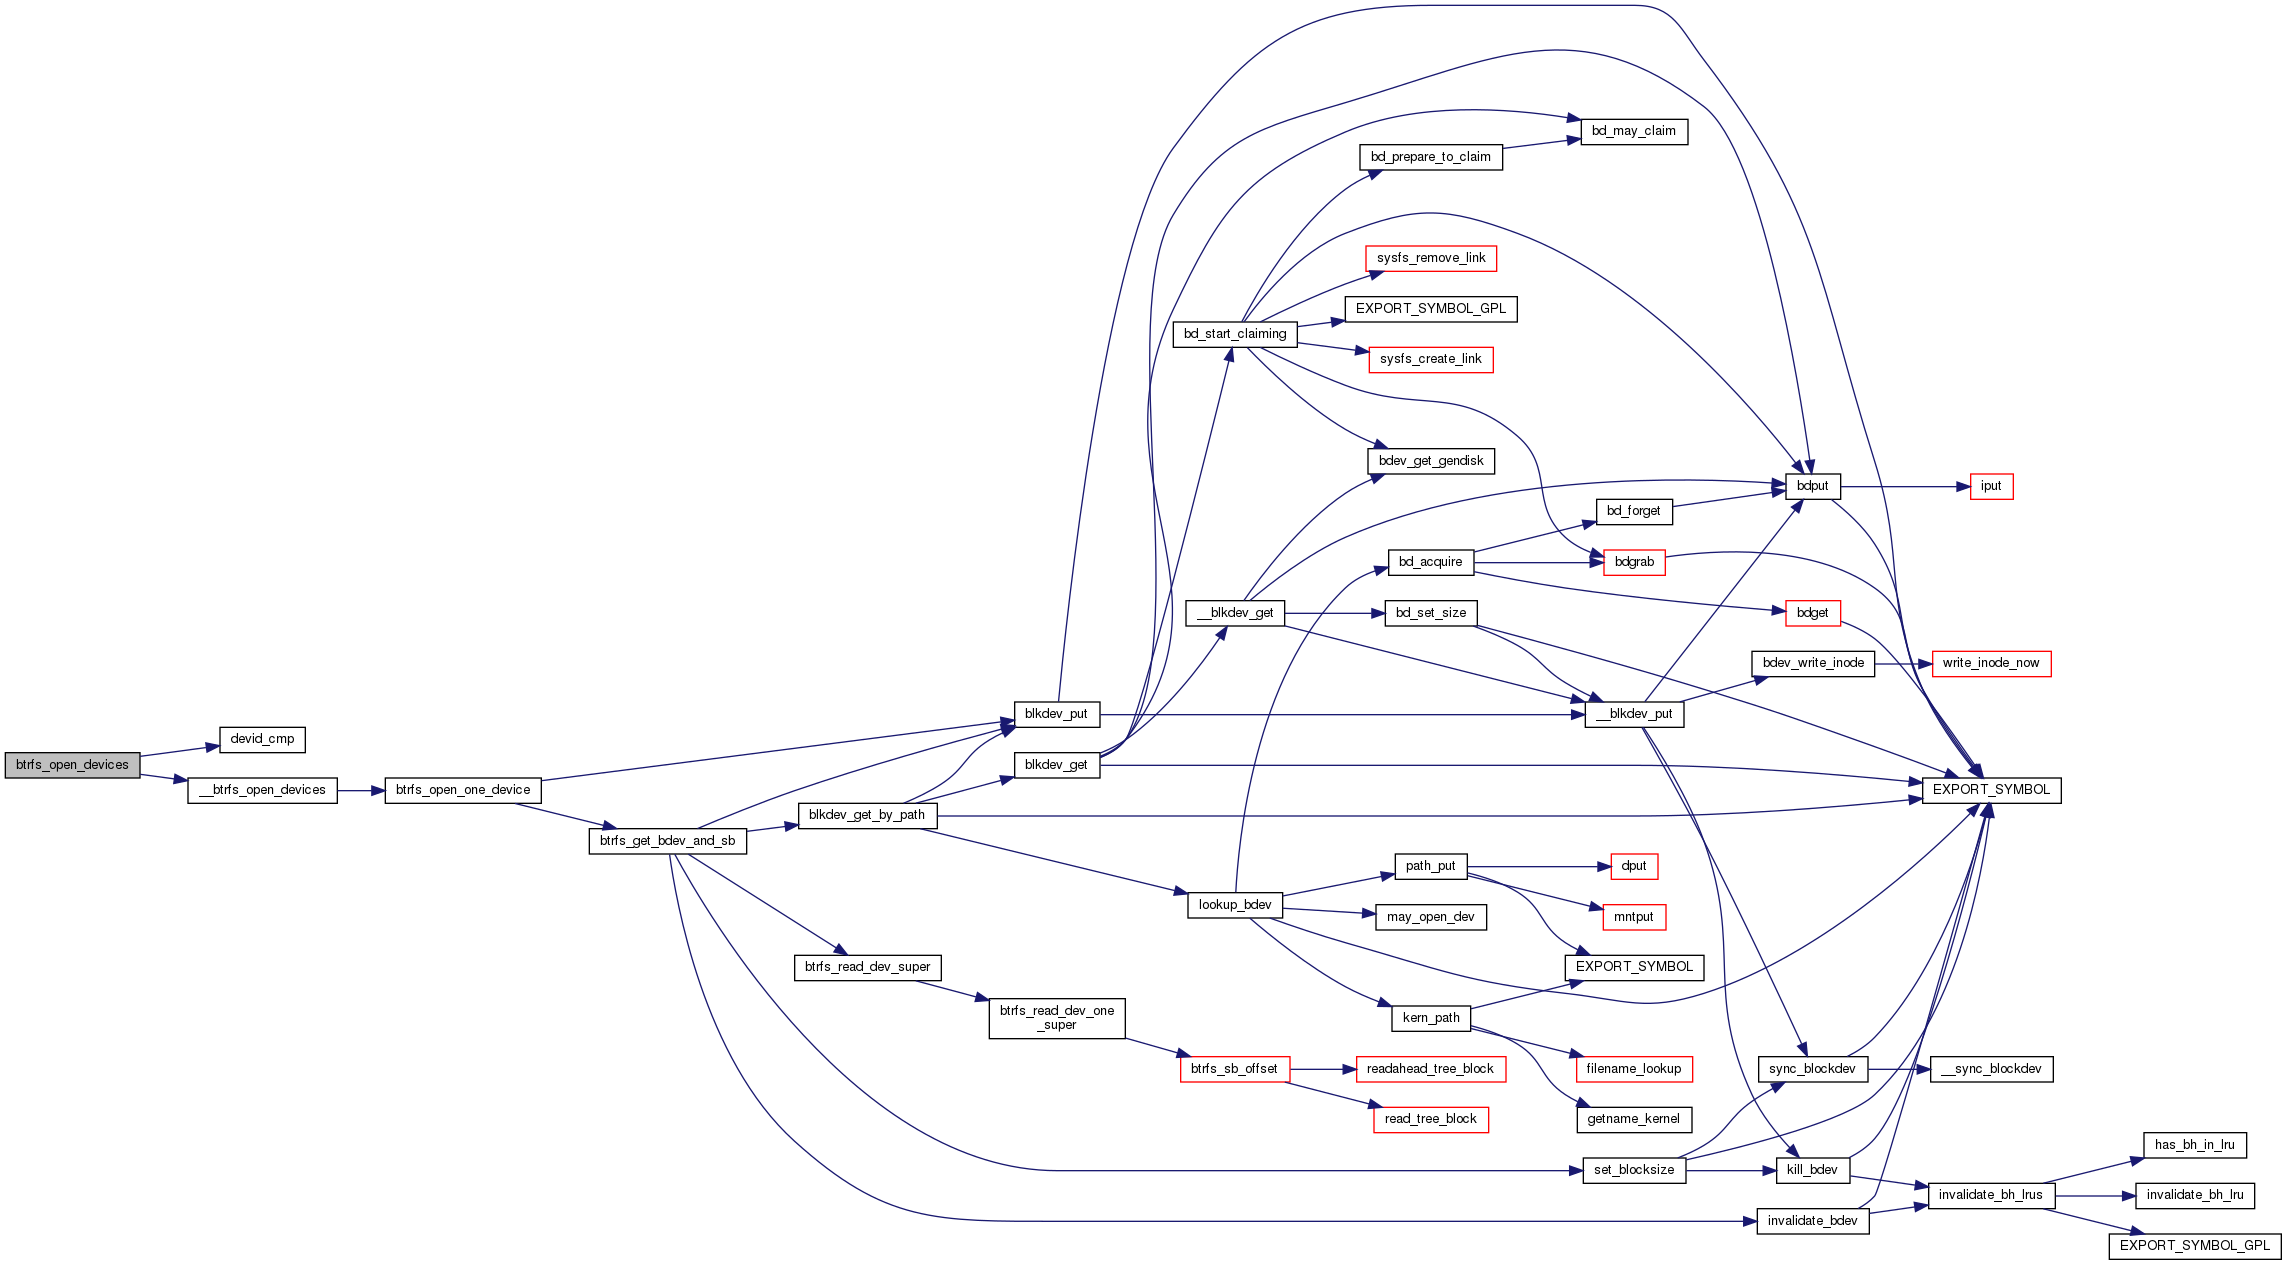 bd_may_claim
bd_prepare_to_claim
sysfs_remove_link
EXPORT_SYMBOL_GPL
bd_start_claiming
sysfs_create_link
bdev_get_gendisk
bdput
iput
bd_forget
bd_acquire
bdgrab
__blkdev_get
bd_set_size
bdget
bdev_write_inode
write_inode_now
blkdev_put
__blkdev_put
devid_cmp
btrfs_open_devices
blkdev_get
__btrfs_open_devices
btrfs_open_one_device
EXPORT_SYMBOL
blkdev_get_by_path
btrfs_get_bdev_and_sb
path_put
dput
lookup_bdev
may_open_dev
mntput
btrfs_read_dev_super
EXPORT_SYMBOL
btrfs_read_dev_one
_super
kern_path
btrfs_sb_offset
readahead_tree_block
filename_lookup
sync_blockdev
__sync_blockdev
read_tree_block
getname_kernel
has_bh_in_lru
set_blocksize
kill_bdev
invalidate_bh_lrus
invalidate_bh_lru
invalidate_bdev
EXPORT_SYMBOL_GPL